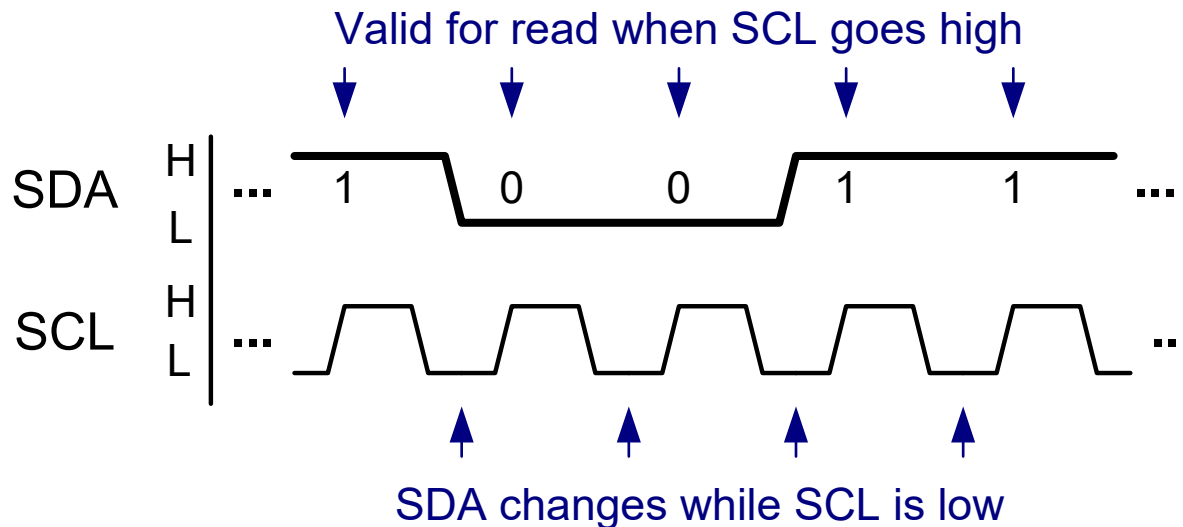 Valid for read when SCL goes high
H
SDA ... 1 0 0 1 1 ...
L
H
SCL ... ..
L
SDA changes while SCL is low